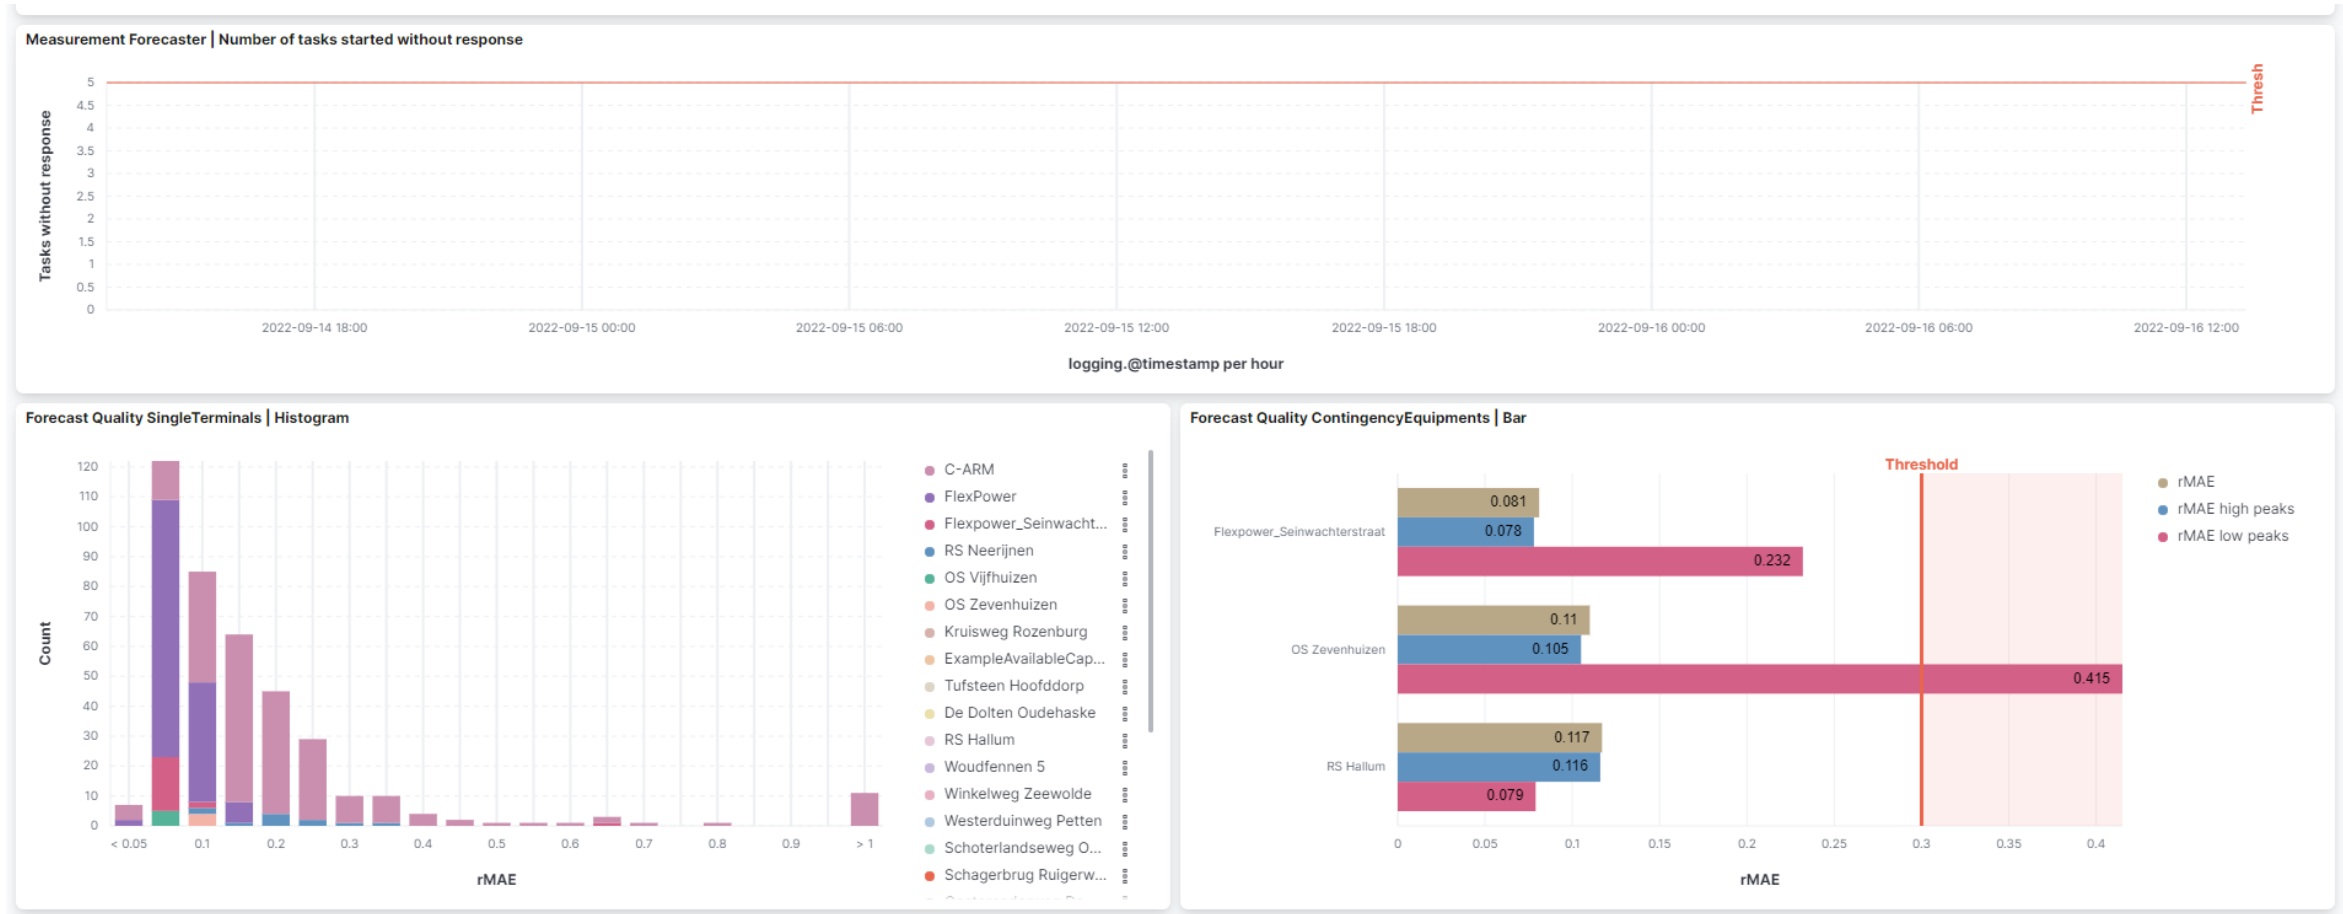 Measurement Forecaster | Number of tasks started without response
Tasks without response
5
4.5
4
3.5
3
2.5
2
1.5
1
0.5
0
Thresh
2022-09-14 18:00
2022-09-15 00:00
2022-09-15 06:00
2022-09-15 12:00
2022-09-15 18:00
2022-09-16 00:00
2022-09-16 06:00
2022-09-16 12:00
logging.@timestamp per hour
Forecast Quality SingleTerminals | Histogram
Count
120
110
100
90
80
70
60
50
40
30
20
10
0
< 0.05
0.1
0.2
0.3
0.4
0.5
0.6
0.7
0.8
0.9
> 1
rMAE
C-ARM
FlexPower
Flexpower_Seinwacht...
RS Neerijnen
OS Vijfhuizen
OS Zevenhuizen
Kruisweg Rozenburg
ExampleAvailableCap...
Tufsteen Hoofddorp
De Dolten Oudehaske
RS Hallum
Woudfennen 5
Winkelweg Zeewolde
Westerduinweg Petten
Schoterlandseweg O...
Schagerbrug Ruigerw...
Forecast Quality ContingencyEquipments | Bar
Threshold
Flexpower_Seinwachterstraat
0.081
0.078
0.232
OS Zevenhuizen
0.11
0.105
0.415
RS Hallum
0.117
0.116
0.079
0
0.05
0.1
0.15
0.2
0.25
0.3
0.35
0.4
rMAE
rMAE
rMAE high peaks
rMAE low peaks